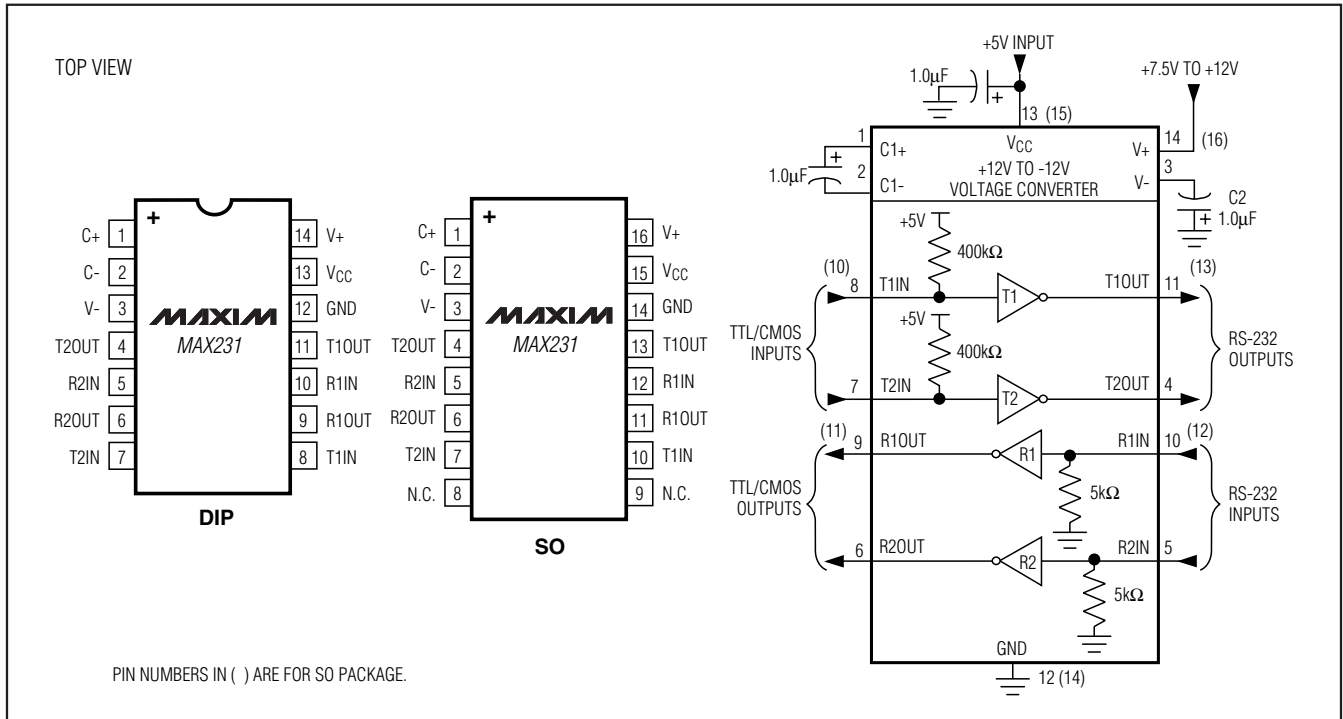 TOP VIEW
+
C+ 1
C- 2
V- 3
T2OUT 4
R2IN 5
R2OUT 6
T2IN 7
14 V+
13 VCC
12 GND
11 T1OUT
10 R1IN
9 R1OUT
8 T1IN
MAXIM
MAX231
DIP
+
C+ 1
C- 2
V- 3
T2OUT 4
R2IN 5
R2OUT 6
T2IN 7
N.C. 8
16 V+
15 VCC
14 GND
13 T1OUT
12 R1IN
11 R1OUT
10 T1IN
9 N.C.
MAXIM
MAX231
SO
PIN NUMBERS IN ( ) ARE FOR SO PACKAGE.
+5V INPUT
1.0μF
+
+7.5V TO +12V
13 (15)
VCC
+12V TO -12V
VOLTAGE CONVERTER
1 C1+
2 C1-
+
1.0μF
V+ 14 (16)
V- 3
C2
+ 1.0μF
+5V
400kΩ
(10)
8 T1IN
T1
T1OUT 11 (13)
+5V
400kΩ
7 T2IN
T2
T2OUT 4
TTL/CMOS
INPUTS
RS-232
OUTPUTS
(11)
9 R1OUT
R1
R1IN 10 (12)
5kΩ
6 R2OUT
R2
R2IN 5
5kΩ
TTL/CMOS
OUTPUTS
RS-232
INPUTS
GND
12 (14)